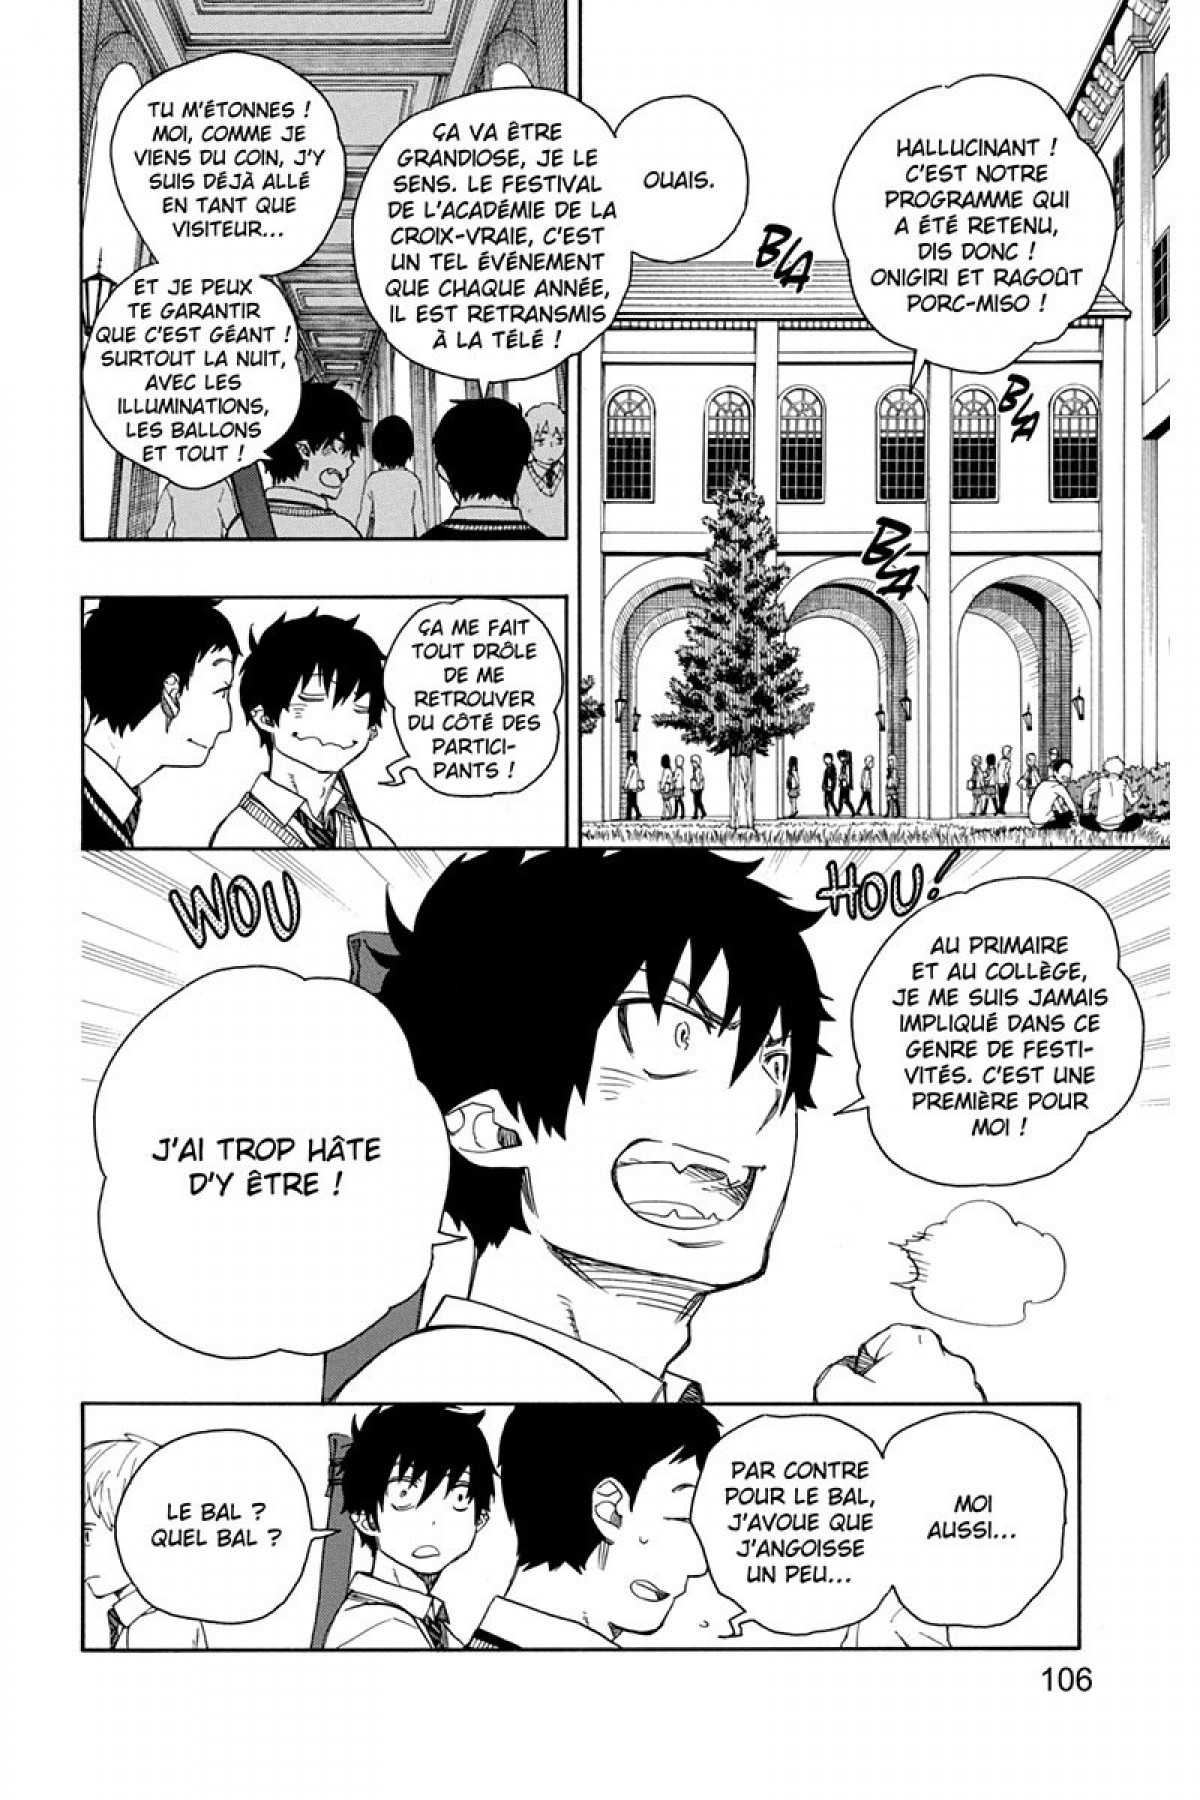 HALLUCINANT !
C'EST NOTRE
PROGRAMME QUI
A ÉTÉ RETENU,
DIS DONC !
ONIGIRI ET RAGOÛT
PORC-MISO !
BLA
BLA
BLA
OUAIS.
ÇA VA ÊTRE
GRANDIOSE, JE LE
SENS. LE FESTIVAL
DE L'ACADÉMIE DE LA
CROIX-VRAIE, C'EST
UN TEL ÉVÉNEMENT
QUE CHAQUE ANNÉE,
IL EST RETRANSMIS
À LA TÉLÉ !
TU M'ÉTONNES !
MOI, COMME JE
VIENS DU COIN, J'Y
SUIS DÉJÀ ALLÉ
EN TANT QUE
VISITEUR...
ET JE PEUX
TE GARANTIR
QUE C'EST GÉANT !
SURTOUT LA NUIT,
AVEC LES
ILLUMINATIONS,
LES BALLONS
ET TOUT !
ÇA ME FAIT
TOUT DRÔLE
DE ME
RETROUVER
DU CÔTÉ DES
PARTICI-
PANTS !
WOU
HOU!
AU PRIMAIRE
ET AU COLLÈGE,
JE ME SUIS JAMAIS
IMPLIQUÉ DANS CE
GENRE DE FESTI-
VITÉS. C'EST UNE
PREMIÈRE POUR
MOI !
J'AI TROP HÂTE
D'Y ÊTRE !
MOI
AUSSI...
PAR CONTRE
POUR LE BAL,
J'AVOUE QUE
J'ANGOISSE
UN PEU...
LE BAL ?
QUEL BAL ?
106